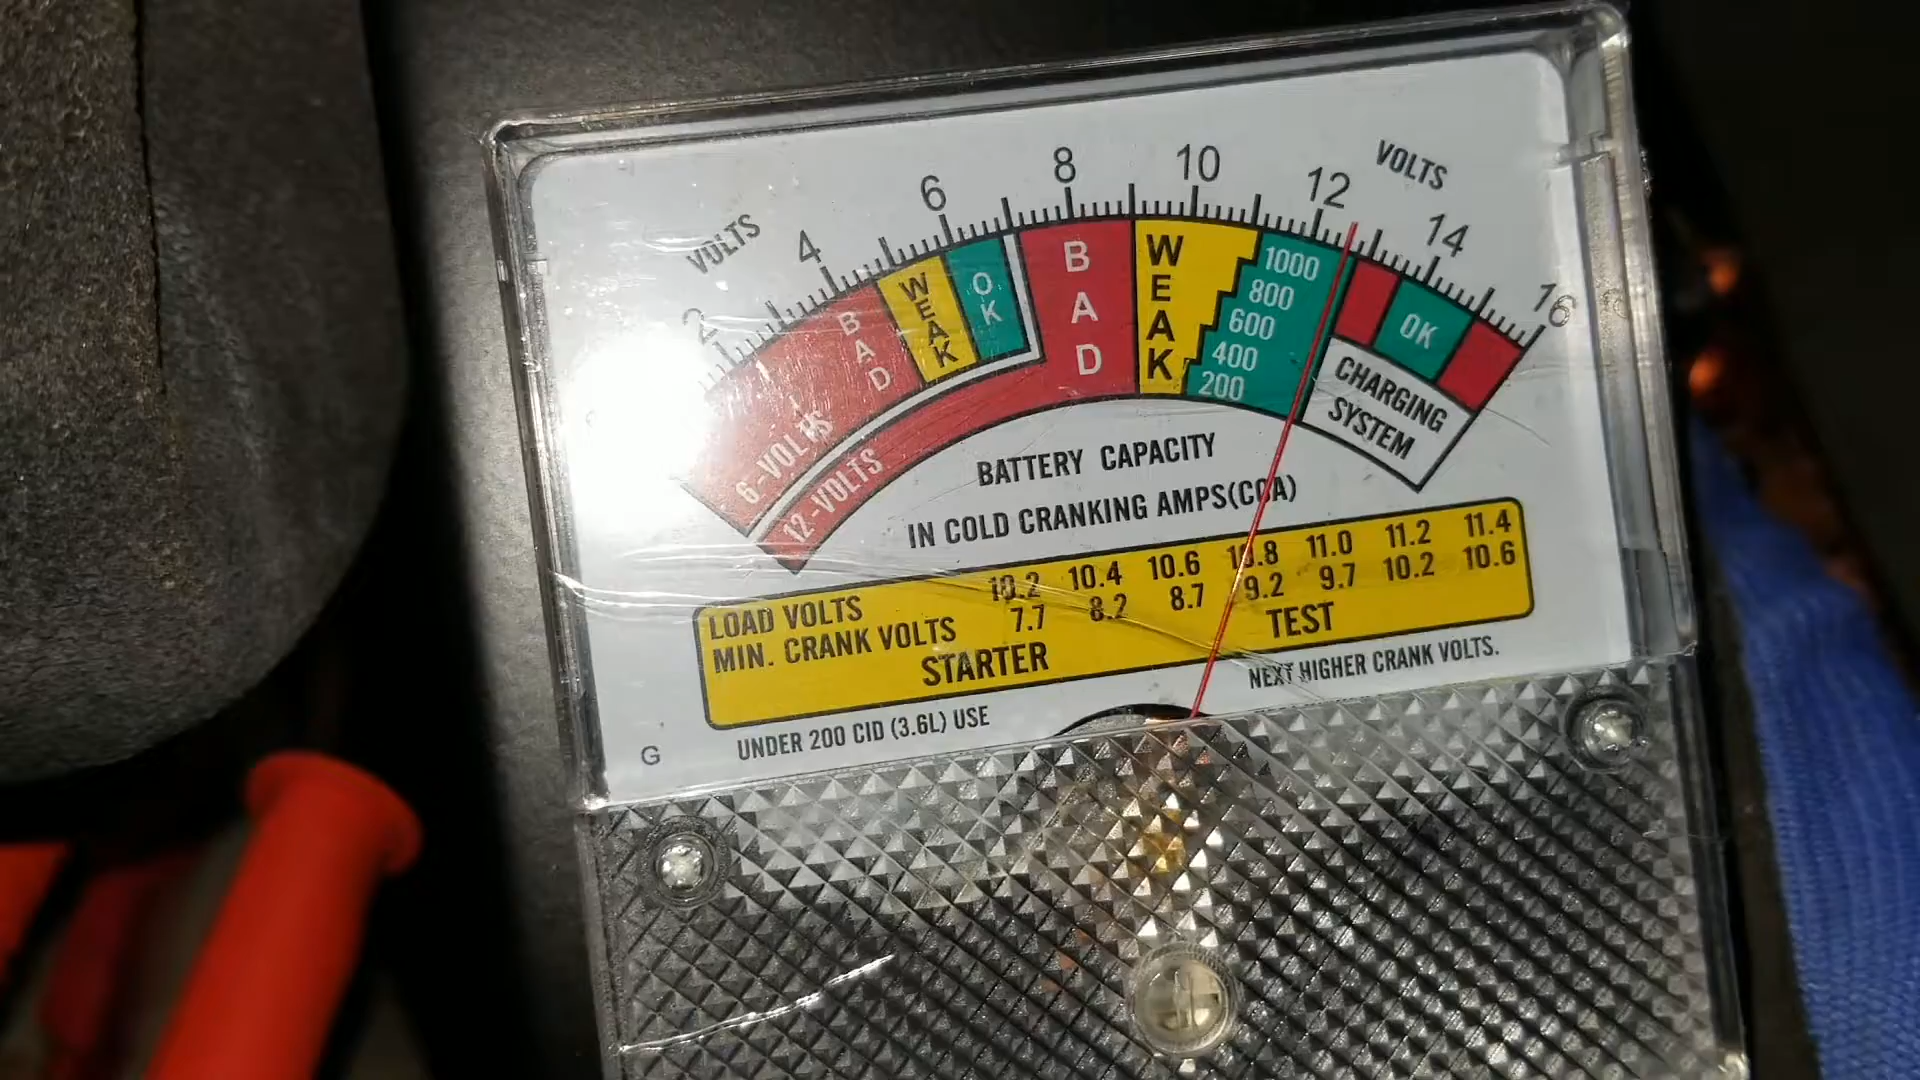 VOLTS
VOLTS
2 4 6 8 10 12 14 16
BAD
WEAK
OK
BAD
WEAK
1000
800
600
400
200
OK
CHARGING
SYSTEM
6-VOLTS
12-VOLTS
BATTERY CAPACITY
IN COLD CRANKING AMPS(CCA)
LOAD VOLTS 10.2 10.4 10.6 10.8 11.0 11.2 11.4
MIN. CRANK VOLTS 7.7 8.2 8.7 9.2 9.7 10.2 10.6
STARTER TEST
UNDER 200 CID (3.6L) USE NEXT HIGHER CRANK VOLTS.
G